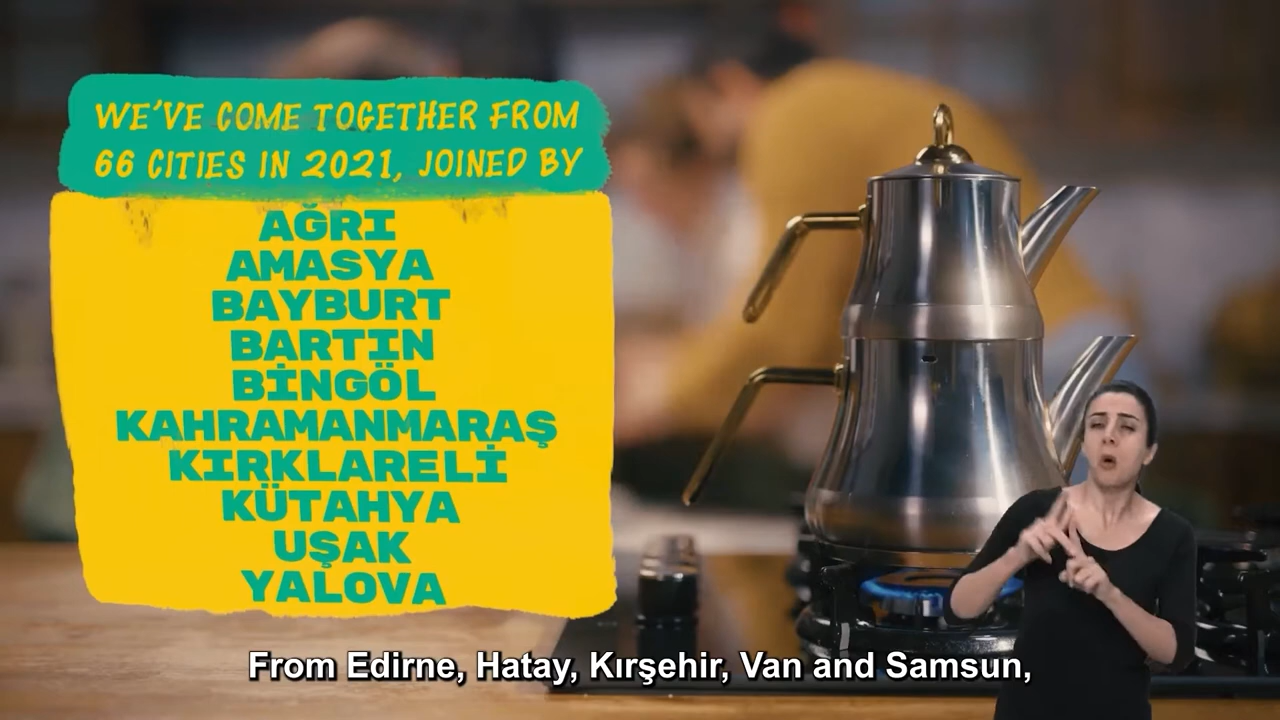 WE'VE COME TOGETHER FROM
66 CITIES IN 2021, JOINED BY
AĞRI
AMASYA
BAYBURT
BARTIN
BİNGÖL
KAHRAMANMARAŞ
KIRKLARELİ
KÜTAHYA
UŞAK
YALOVA
From Edirne, Hatay, Kırşehir, Van and Samsun,